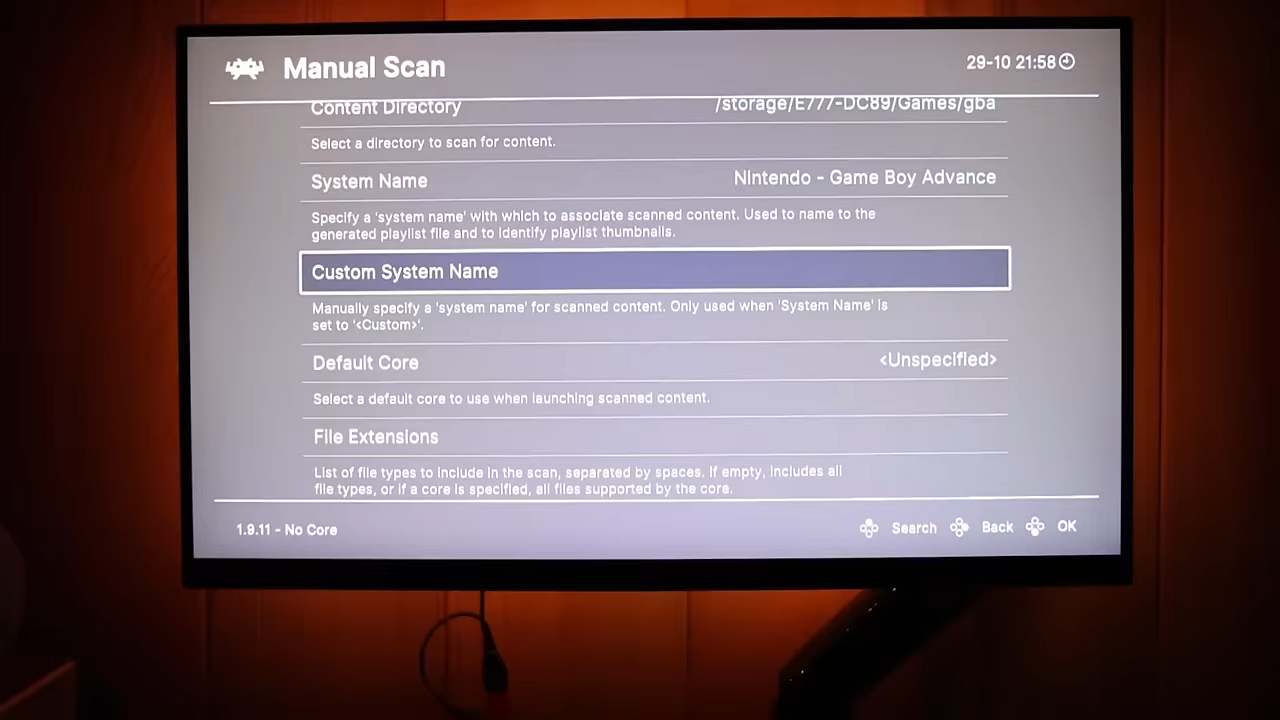 Manual Scan
29-10 21:58
Content Directory
/storage/E777-DC89/Games/gba
Select a directory to scan for content.
System Name
Nintendo - Game Boy Advance
Specify a 'system name' with which to associate scanned content. Used to name to the
generated playlist file and to identify playlist thumbnails.
Custom System Name
Manually specify a 'system name' for scanned content. Only used when 'System Name' is
set to '<Custom>'.
Default Core
<Unspecified>
Select a default core to use when launching scanned content.
File Extensions
List of file types to include in the scan, separated by spaces. If empty, includes all
file types, or if a core is specified, all files supported by the core.
1.9.11 - No Core
Search
Back
OK